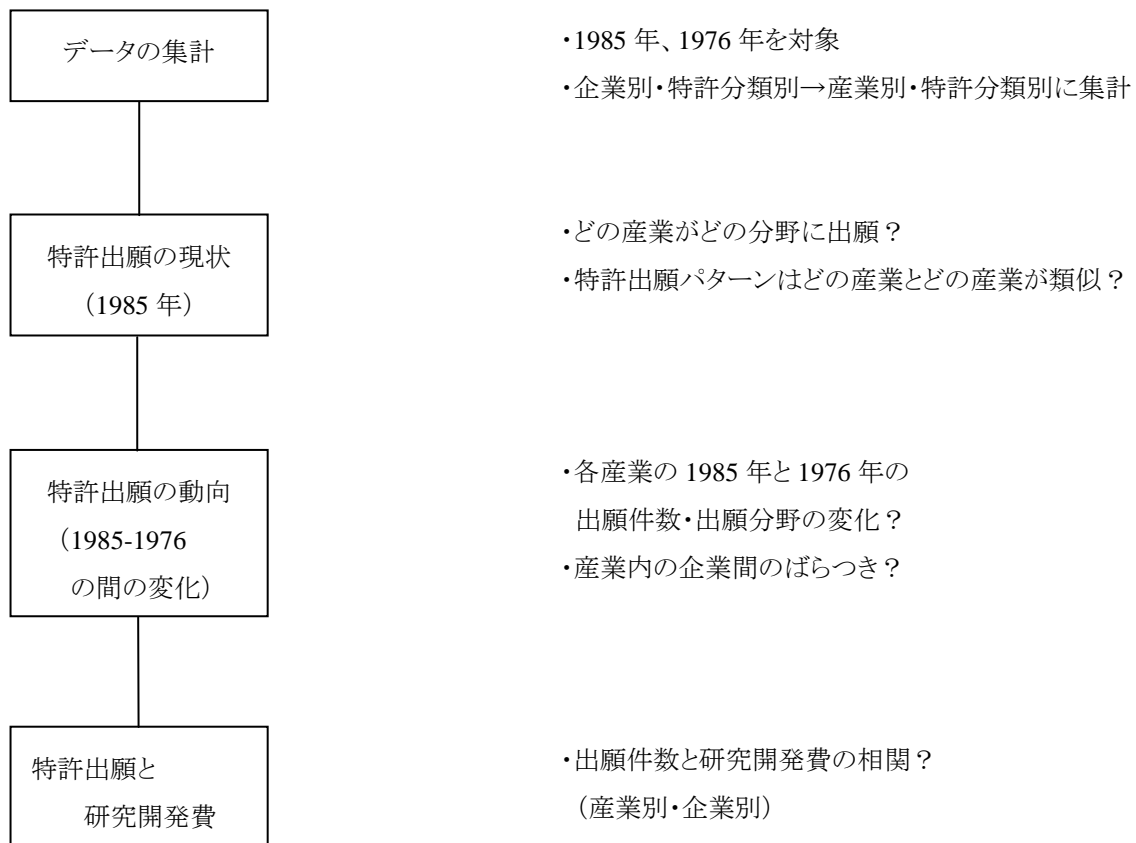 データの集計
・1985 年、1976 年を対象
・企業別・特許分類別→産業別・特許分類別に集計
特許出願の現状
（1985 年）
・どの産業がどの分野に出願？
・特許出願パターンはどの産業とどの産業が類似？
特許出願の動向
（1985-1976
の間の変化）
・各産業の 1985 年と 1976 年の
出願件数・出願分野の変化？
・産業内の企業間のばらつき？
特許出願と
研究開発費
・出願件数と研究開発費の相関？
（産業別・企業別）